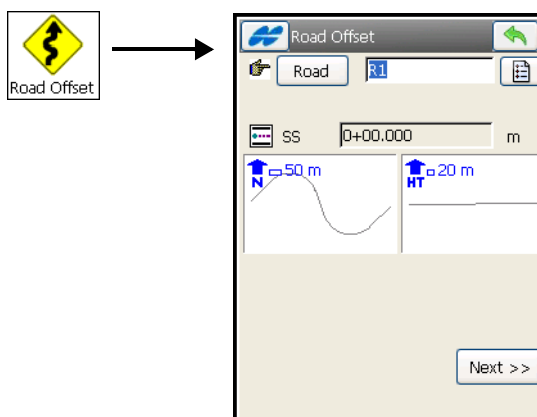 Road Offset
Road Offset
Road R1
SS 0+00.000 m
50 m 20 m
N HT
Next >>